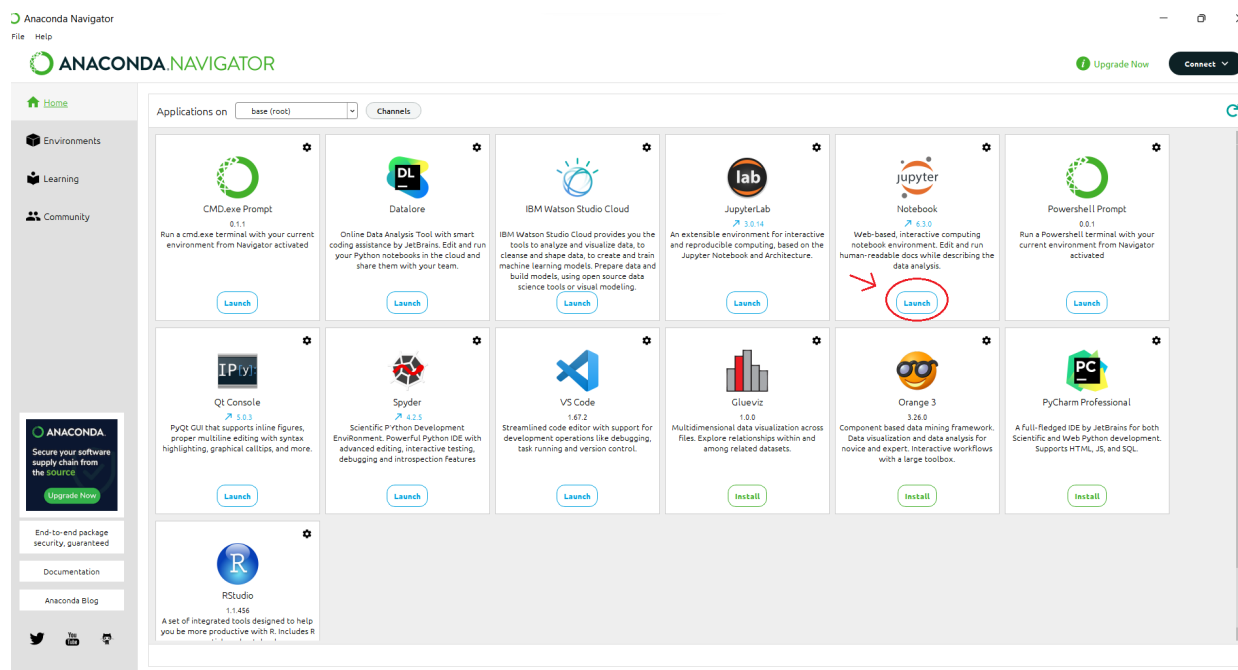 Anaconda Navigator
File Help
ANACONDA.NAVIGATOR
Upgrade Now
Connect
Home
Environments
Learning
Community
Applications on
base (root)
Channels
CMD.exe Prompt
0.1.1
Run a cmd.exe terminal with your current
environment from Navigator activated
Launch
DL
Datalore
Online Data Analysis Tool with smart
coding assistance by JetBrains. Edit and run
your Python notebooks in the cloud and
share them with your team.
Launch
IBM Watson Studio Cloud
IBM Watson Studio Cloud provides you the
tools to analyze and visualize data, to
cleanse and shape data, to create and train
machine learning models. Prepare data and
build models, using open source data
science tools or visual modeling.
Launch
lab
JupyterLab
3.0.14
An extensible environment for interactive
and reproducible computing, based on the
Jupyter Notebook and Architecture.
Launch
jupyter
Notebook
6.3.0
Web-based, interactive computing
notebook environment. Edit and run
human-readable docs while describing the
data analysis.
Launch
Powershell Prompt
0.0.1
Run a Powershell terminal with your
current environment from Navigator
activated
Launch
IP[y]:
Qt Console
5.0.3
PyQt GUI that supports inline figures,
proper multiline editing with syntax
highlighting, graphical calltips, and more.
Launch
Spyder
4.2.5
Scientific PYthon Development
EnviRonment. Powerful Python IDE with
advanced editing, interactive testing,
debugging and introspection features
Launch
VS Code
1.67.2
Streamlined code editor with support for
development operations like debugging,
task running and version control.
Launch
Glueviz
1.0.0
Multidimensional data visualization across
files. Explore relationships within and
among related datasets.
Install
Orange 3
3.26.0
Component based data mining framework.
Data visualization and data analysis for
novice and expert. Interactive workflows
with a large toolbox.
Install
PC
PyCharm Professional
A full-fledged IDE by JetBrains for both
Scientific and Web Python development.
Supports HTML, JS, and SQL.
Install
R
RStudio
1.1.456
A set of integrated tools designed to help
you be more productive with R. Includes R
ANACONDA.
Secure your software
supply chain from
the source
Upgrade Now
End-to-end package
security, guaranteed
Documentation
Anaconda Blog
You
Tube